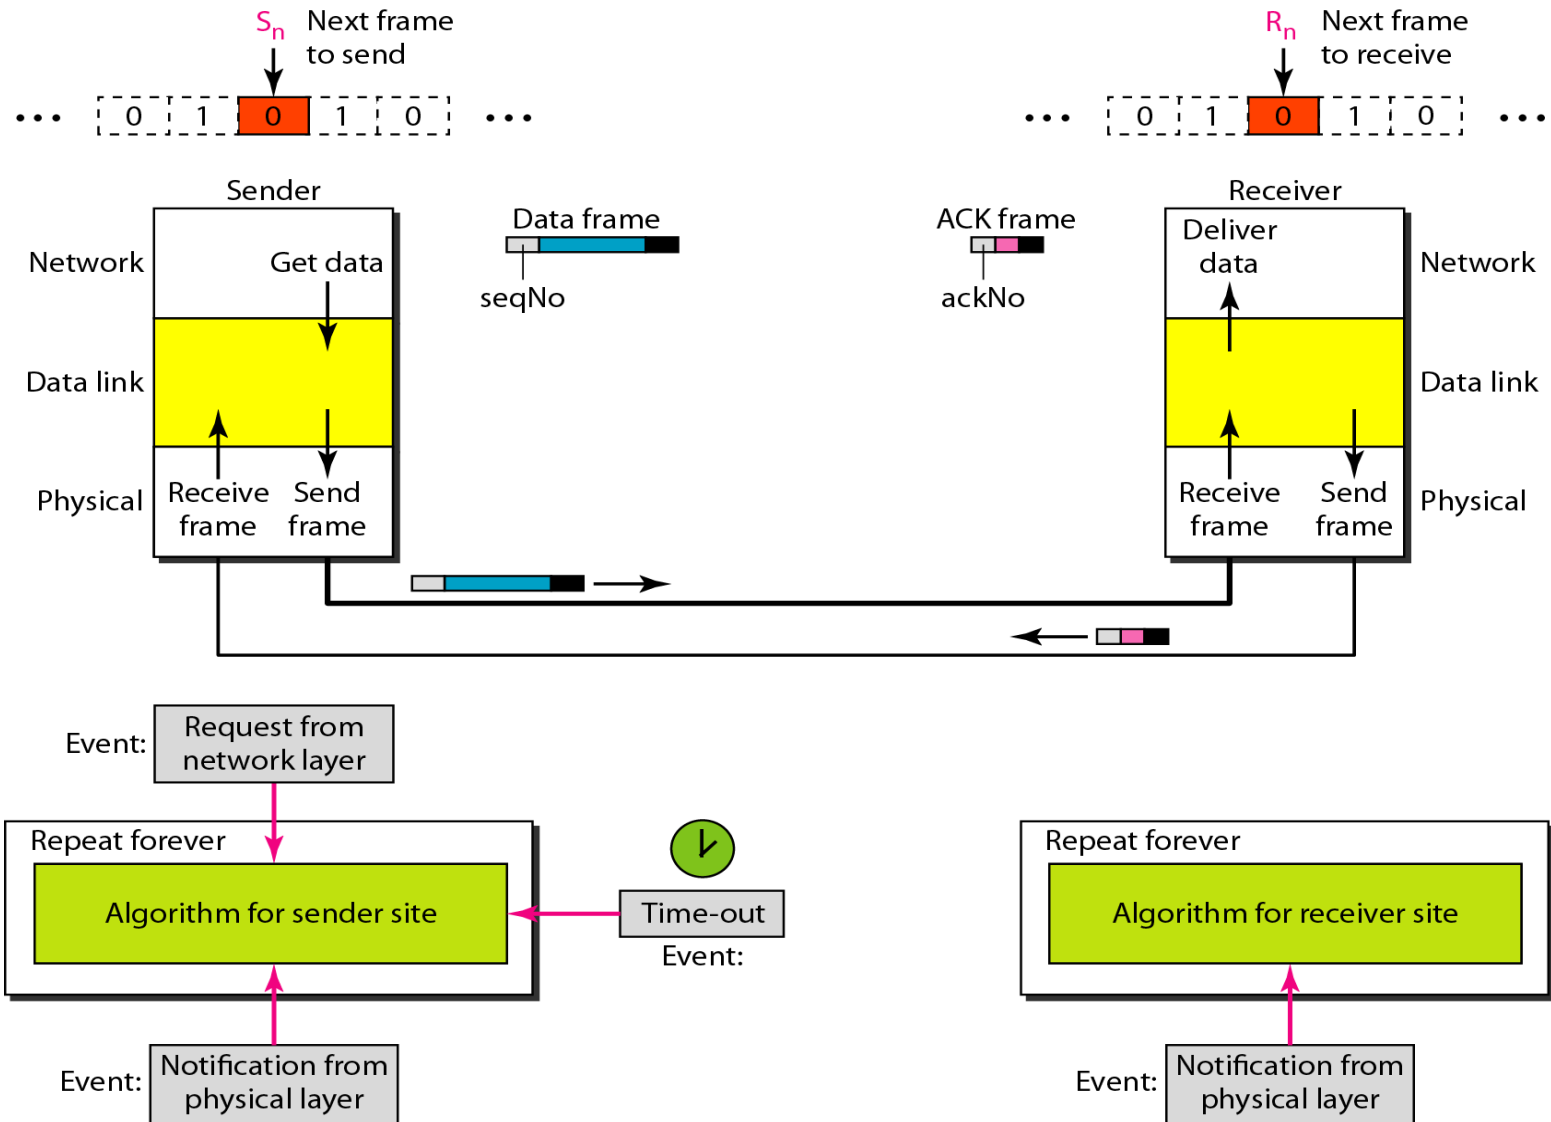 Sn Next frame
to send
Rn Next frame
to receive
... 0 1 0 1 0 ...
... 0 1 0 1 0 ...
Sender
Receiver
Data frame
seqNo
ACK frame
ackNo
Network
Get data
Deliver
data
Network
Data link
Data link
Physical
Receive
frame
Send
frame
Receive
frame
Send
frame
Physical
Event:
Request from
network layer
Repeat forever
Algorithm for sender site
Time-out
Event:
Event:
Notification from
physical layer
Repeat forever
Algorithm for receiver site
Event:
Notification from
physical layer